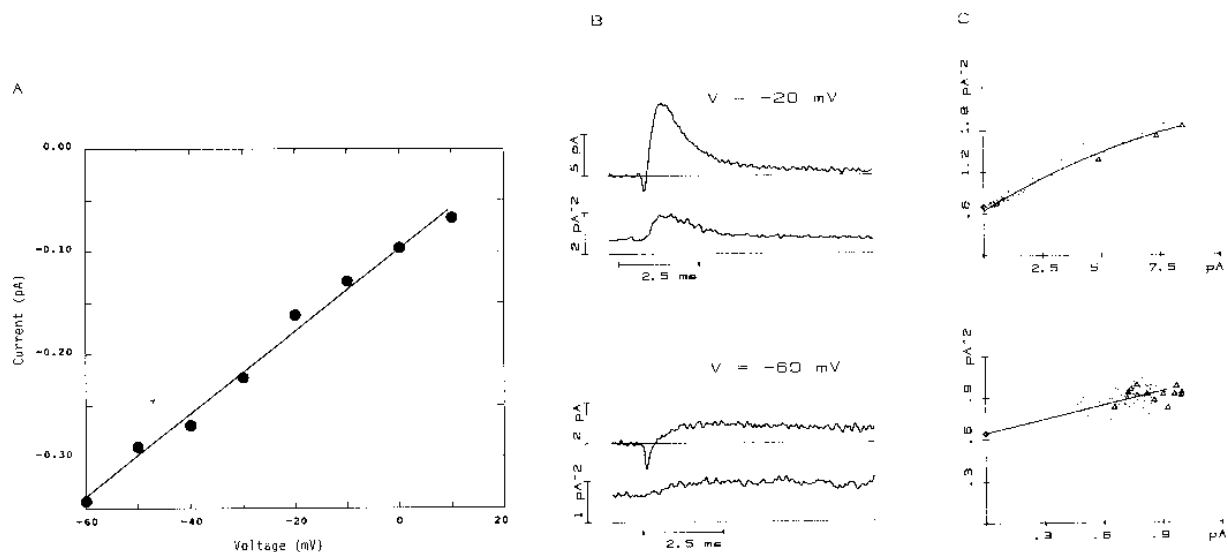 A
0.00
-0.10
-0.20
-0.30
Current (pA)
-60
-40
-20
0
20
Voltage (mV)
B
V = -20 mV
5 pA
2 pA^2
2.5 ms
V = -60 mV
2 pA
1 pA^2
2.5 ms
C
pA^2
1.8
1.2
.6
2.5
5
7.5
pA
pA^2
.9
.6
.3
.3
.6
.9
pA